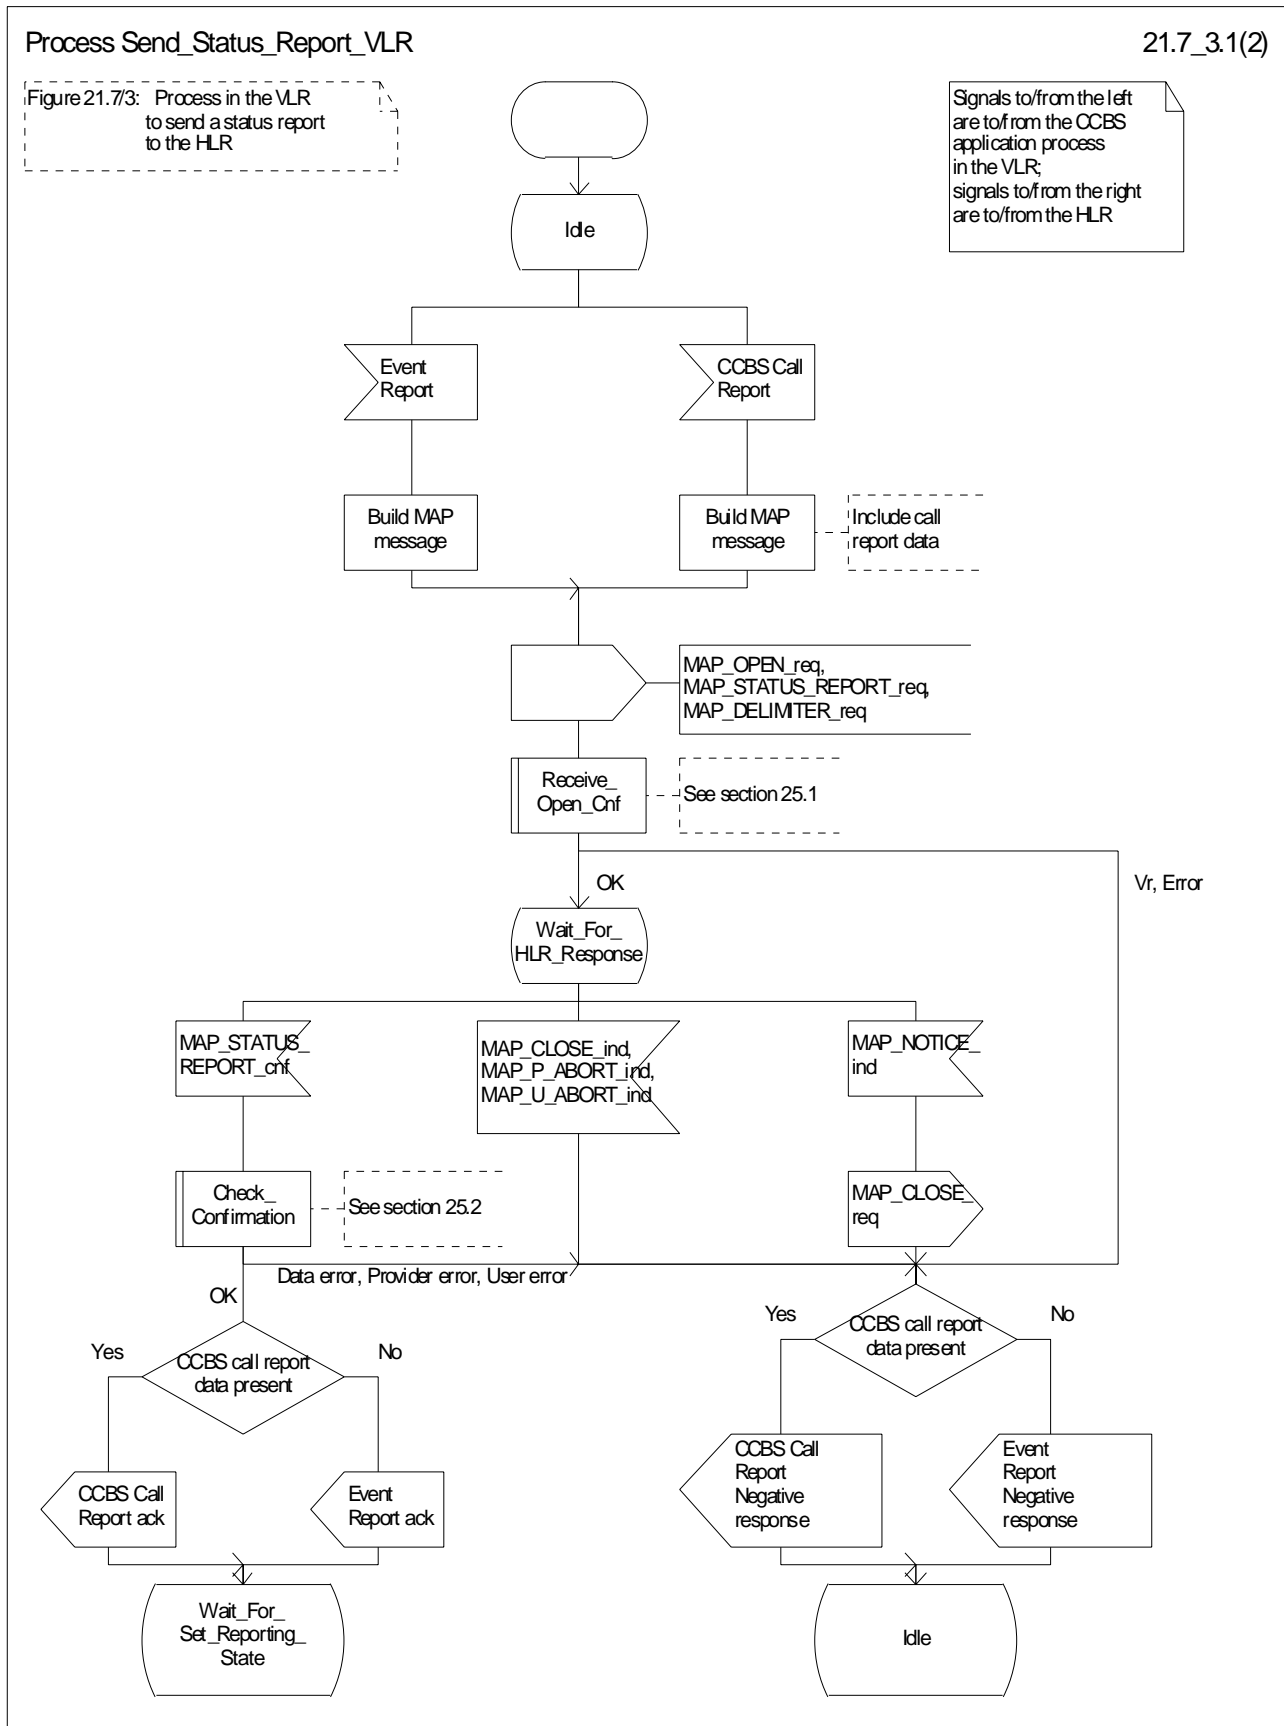 Process Send_Status_Report_VLR
21.7_3.1(2)
Figure 21.7/3: Process in the VLR
to send a status report
to the HLR
Signals to/from the left
are to/from the CCBS
application process
in the VLR;
signals to/from the right
are to/from the HLR
Idle
Event
Report
CCBS Call
Report
Build MAP
message
Build MAP
message
Include call
report data
MAP_OPEN_req,
MAP_STATUS_REPORT_req,
MAP_DELIMITER_req
Receive_
Open_Cnf
See section 25.1
OK
Vr, Error
Wait_For_
HLR_Response
MAP_STATUS_
REPORT_cnf
MAP_CLOSE_ind,
MAP_P_ABORT_ind,
MAP_U_ABORT_ind
MAP_NOTICE_
ind
Check_
Confirmation
See section 25.2
MAP_CLOSE_
req
Data error, Provider error, User error
OK
Yes
CCBS call report
data present
No
Yes
CCBS call report
data present
No
CCBS Call
Report ack
Event
Report ack
CCBS Call
Report
Negative
response
Event
Report
Negative
response
Wait_For_
Set_Reporting_
State
Idle